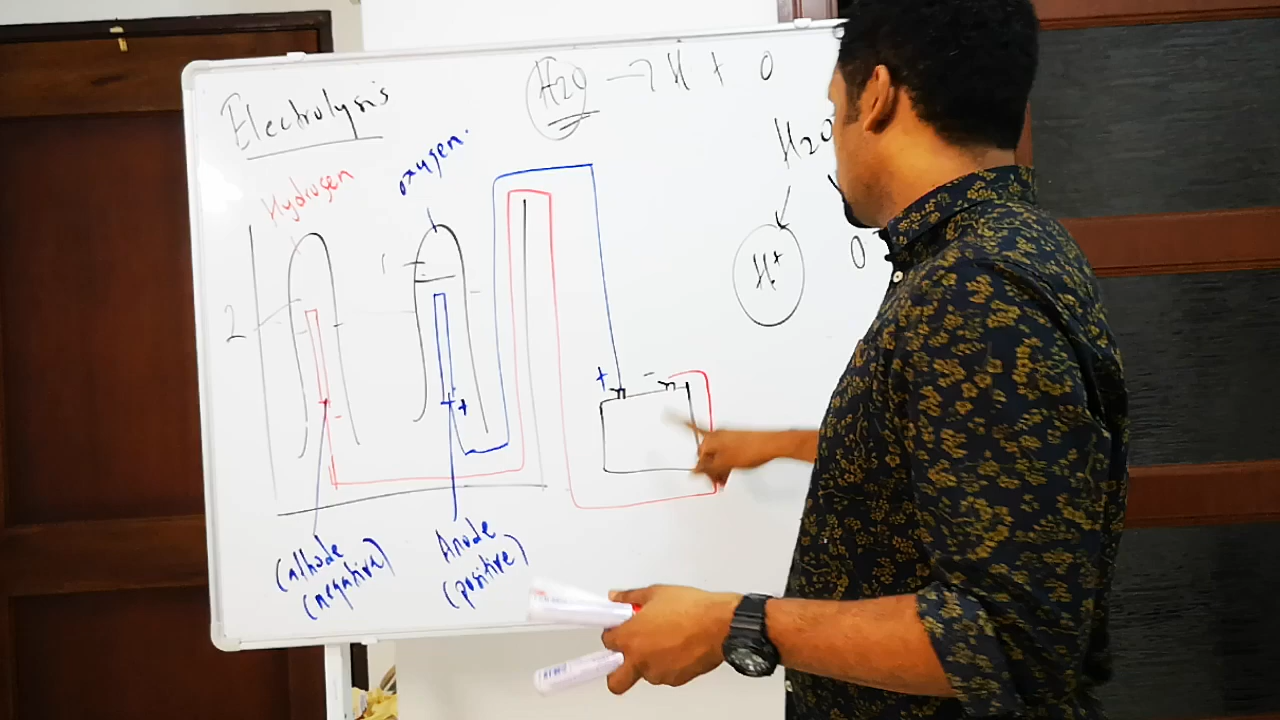 Electrolysis
H2O → H + O
Hydrogen
oxygen.
H2O
H+
O
2
1
+
-
-
+
Cathode
(negative)
Anode
(positive)